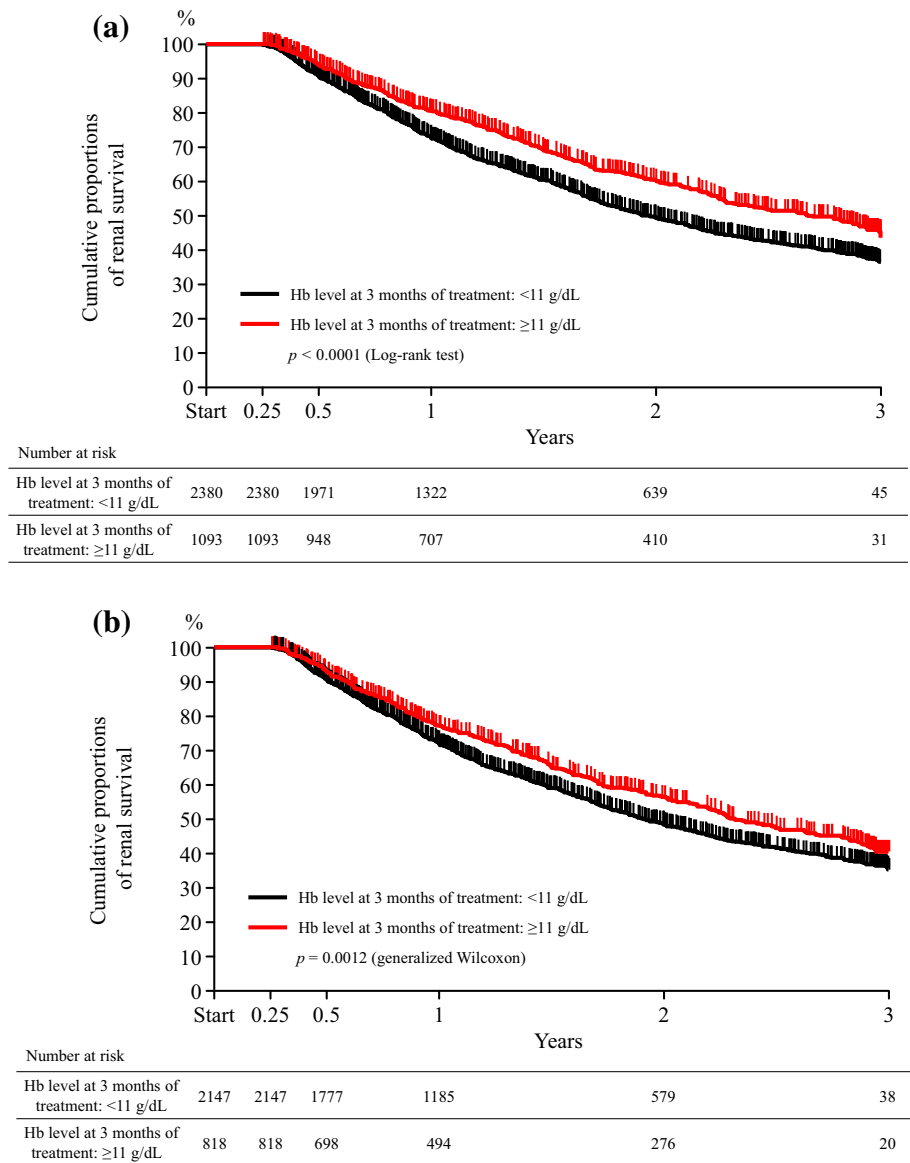 (a)
%
100
90
80
70
60
50
40
30
20
10
0
Cumulative proportions
of renal survival
Hb level at 3 months of treatment: <11 g/dL
Hb level at 3 months of treatment: ≥11 g/dL
p < 0.0001 (Log-rank test)
Start 0.25 0.5 1 2 3
Years
Number at risk
Hb level at 3 months of
treatment: <11 g/dL 2380 2380 1971 1322 639 45
Hb level at 3 months of
treatment: ≥11 g/dL 1093 1093 948 707 410 31
(b)
%
100
90
80
70
60
50
40
30
20
10
0
Cumulative proportions
of renal survival
Hb level at 3 months of treatment: <11 g/dL
Hb level at 3 months of treatment: ≥11 g/dL
p = 0.0012 (generalized Wilcoxon)
Start 0.25 0.5 1 2 3
Years
Number at risk
Hb level at 3 months of
treatment: <11 g/dL 2147 2147 1777 1185 579 38
Hb level at 3 months of
treatment: ≥11 g/dL 818 818 698 494 276 20